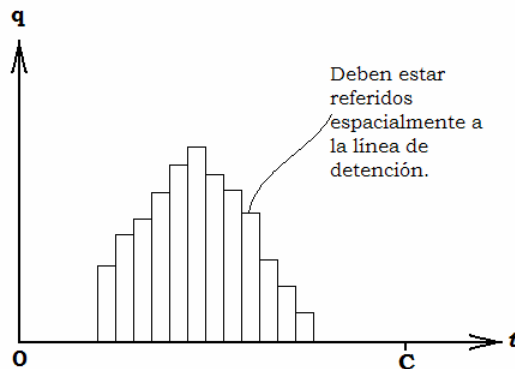 q
Deben estar
referidos
espacialmente a
la línea de
detención.
O
C
t